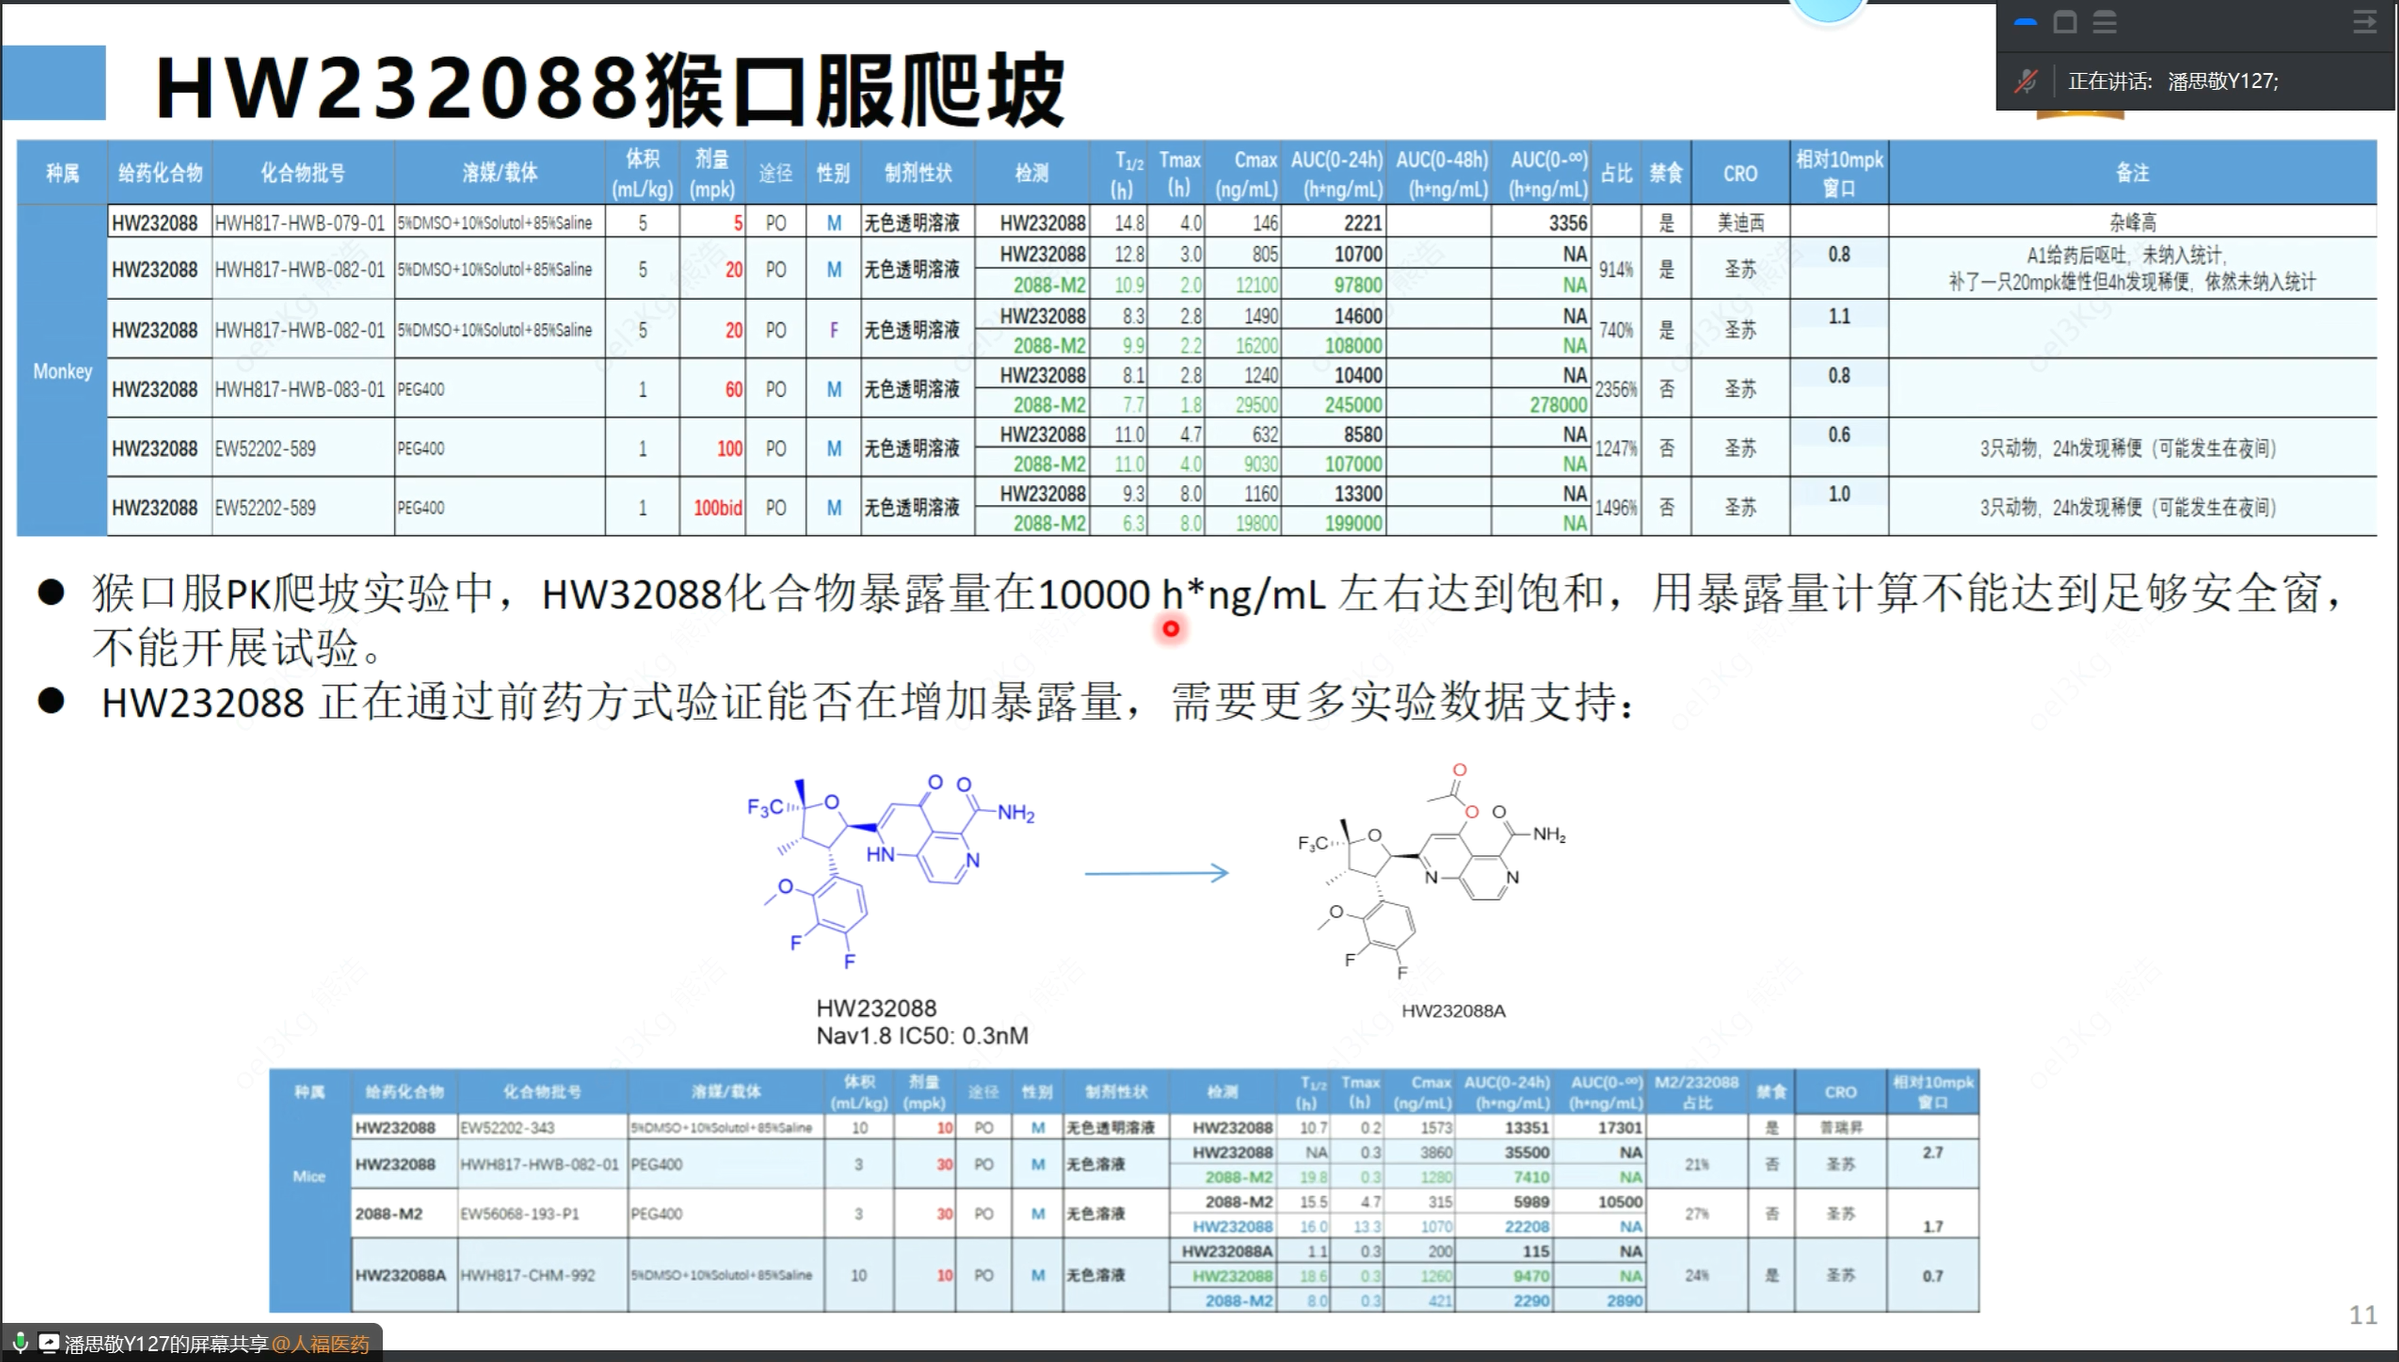 正在讲话: 潘思敬Y127;
HW232088猴口服爬坡
种属 给药化合物 化合物批号 溶媒/载体 体积(mL/kg) 剂量(mpk) 途径 性别 制剂性状 检测 T1/2(h) Tmax(h) Cmax(ng/mL) AUC(0-24h)(h*ng/mL) AUC(0-48h)(h*ng/mL) AUC(0-∞)(h*ng/mL) 占比 禁食 CRO 相对10mpk窗口 备注
Monkey
HW232088 HWH817-HWB-079-01 5%DMSO+10%Solutol+85%Saline 5 5 PO M 无色透明溶液 HW232088 14.8 4.0 146 2221 3356 是 美迪西 杂峰高
HW232088 HWH817-HWB-082-01 5%DMSO+10%Solutol+85%Saline 5 20 PO M 无色透明溶液 HW232088 12.8 3.0 805 10700 NA 914% 是 圣苏 0.8 A1给药后呕吐，未纳入统计，
2088-M2 10.9 2.0 12100 97800 NA 补了一只20mpk雄性但4h发现稀便，依然未纳入统计
HW232088 HWH817-HWB-082-01 5%DMSO+10%Solutol+85%Saline 5 20 PO F 无色透明溶液 HW232088 8.3 2.8 1490 14600 NA 740% 是 圣苏 1.1
2088-M2 9.9 2.2 16200 108000 NA
HW232088 HWH817-HWB-083-01 PEG400 1 60 PO M 无色透明溶液 HW232088 8.1 2.8 1240 10400 NA 2356% 否 圣苏 0.8
2088-M2 7.7 1.8 29500 245000 278000
HW232088 EW52202-589 PEG400 1 100 PO M 无色透明溶液 HW232088 11.0 4.7 632 8580 NA 1247% 否 圣苏 0.6 3只动物，24h发现稀便（可能发生在夜间）
2088-M2 11.0 4.0 9030 107000 NA
HW232088 EW52202-589 PEG400 1 100bid PO M 无色透明溶液 HW232088 9.3 8.0 1160 13300 NA 1496% 否 圣苏 1.0 3只动物，24h发现稀便（可能发生在夜间）
2088-M2 6.3 8.0 19800 199000 NA
● 猴口服PK爬坡实验中，HW32088化合物暴露量在10000 h*ng/mL 左右达到饱和，用暴露量计算不能达到足够安全窗，
不能开展试验。
● HW232088 正在通过前药方式验证能否在增加暴露量，需要更多实验数据支持：
F3C O O O NH2 HN N O F F
F3C O O O O NH2 N N O F F
HW232088
Nav1.8 IC50: 0.3nM
HW232088A
种属 给药化合物 化合物批号 溶媒/载体 体积(mL/kg) 剂量(mpk) 途径 性别 制剂性状 检测 T1/2(h) Tmax(h) Cmax(ng/mL) AUC(0-24h)(h*ng/mL) AUC(0-∞)(h*ng/mL) M2/232088占比 禁食 CRO 相对10mpk窗口
Mice
HW232088 EW52202-343 5%DMSO+10%Solutol+85%Saline 10 10 PO M 无色透明溶液 HW232088 10.7 0.2 1573 13351 17301 是 普瑞昇
HW232088 HWH817-HWB-082-01 PEG400 3 30 PO M 无色溶液 HW232088 NA 0.3 3860 35500 NA 21% 否 圣苏 2.7
2088-M2 19.8 0.3 1280 7410 NA
2088-M2 EW56068-193-P1 PEG400 3 30 PO M 无色溶液 2088-M2 15.5 4.7 315 5989 10500 27% 否 圣苏
HW232088 16.0 13.3 1070 22208 NA 1.7
HW232088A HWH817-CHM-992 5%DMSO+10%Solutol+85%Saline 10 10 PO M 无色溶液 HW232088A 1.1 0.3 200 115 NA 24% 是 圣苏 0.7
HW232088 18.6 0.3 1260 9470 NA
2088-M2 8.0 0.3 421 2290 2890
11
潘思敬Y127的屏幕共享@人福医药